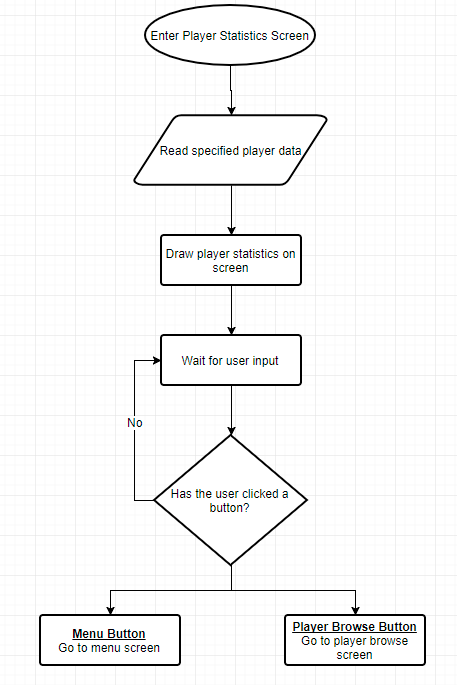 Enter Player Statistics Screen
Read specified player data
Draw player statistics on
screen
Wait for user input
No
Has the user clicked a
button?
Menu Button
Go to menu screen
Player Browse Button
Go to player browse
screen